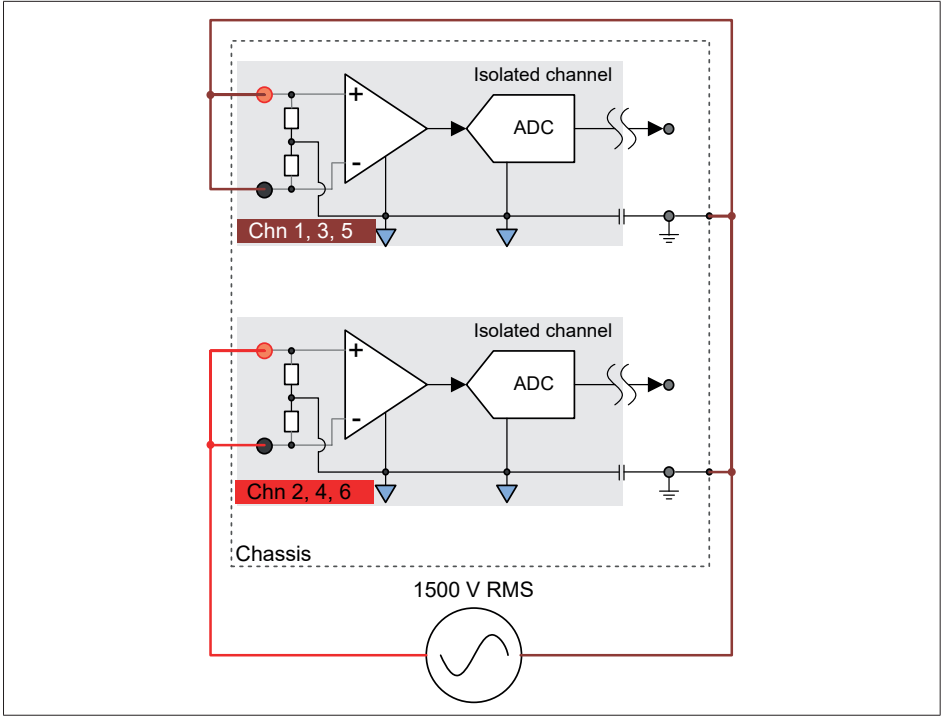 Isolated channel
+
ADC
-
Chn 1, 3, 5
Isolated channel
+
ADC
-
Chn 2, 4, 6
Chassis
1500 V RMS